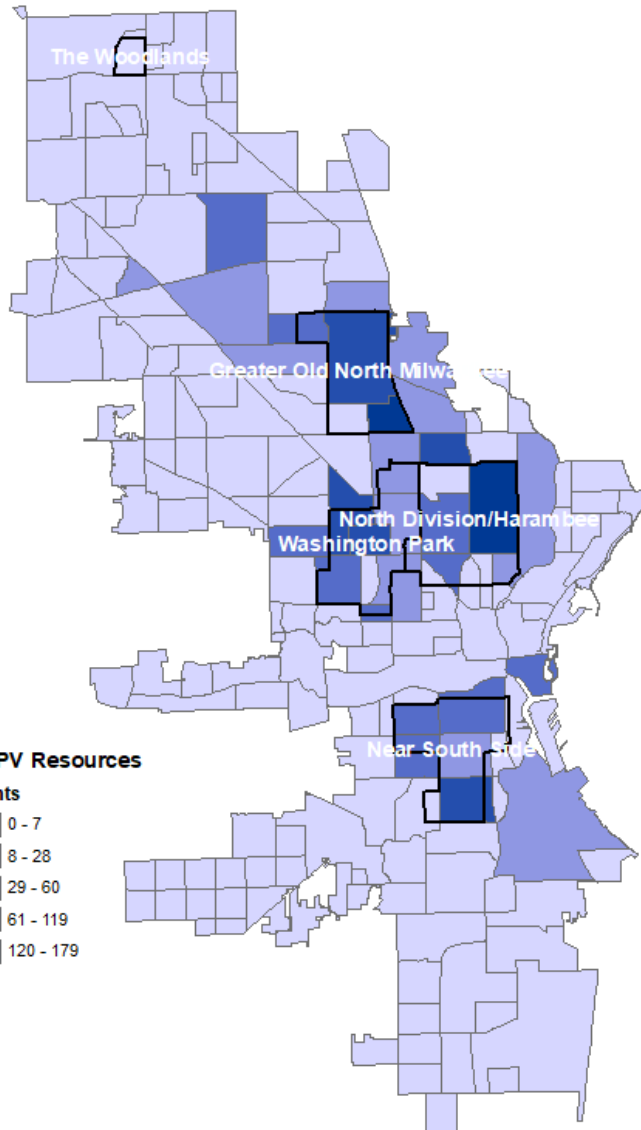 The Woodlands
Greater Old North Milwaukee
North Division/Harambee
Washington Park
Near South Side
PV Resources
nts
0 - 7
8 - 28
29 - 60
61 - 119
120 - 179